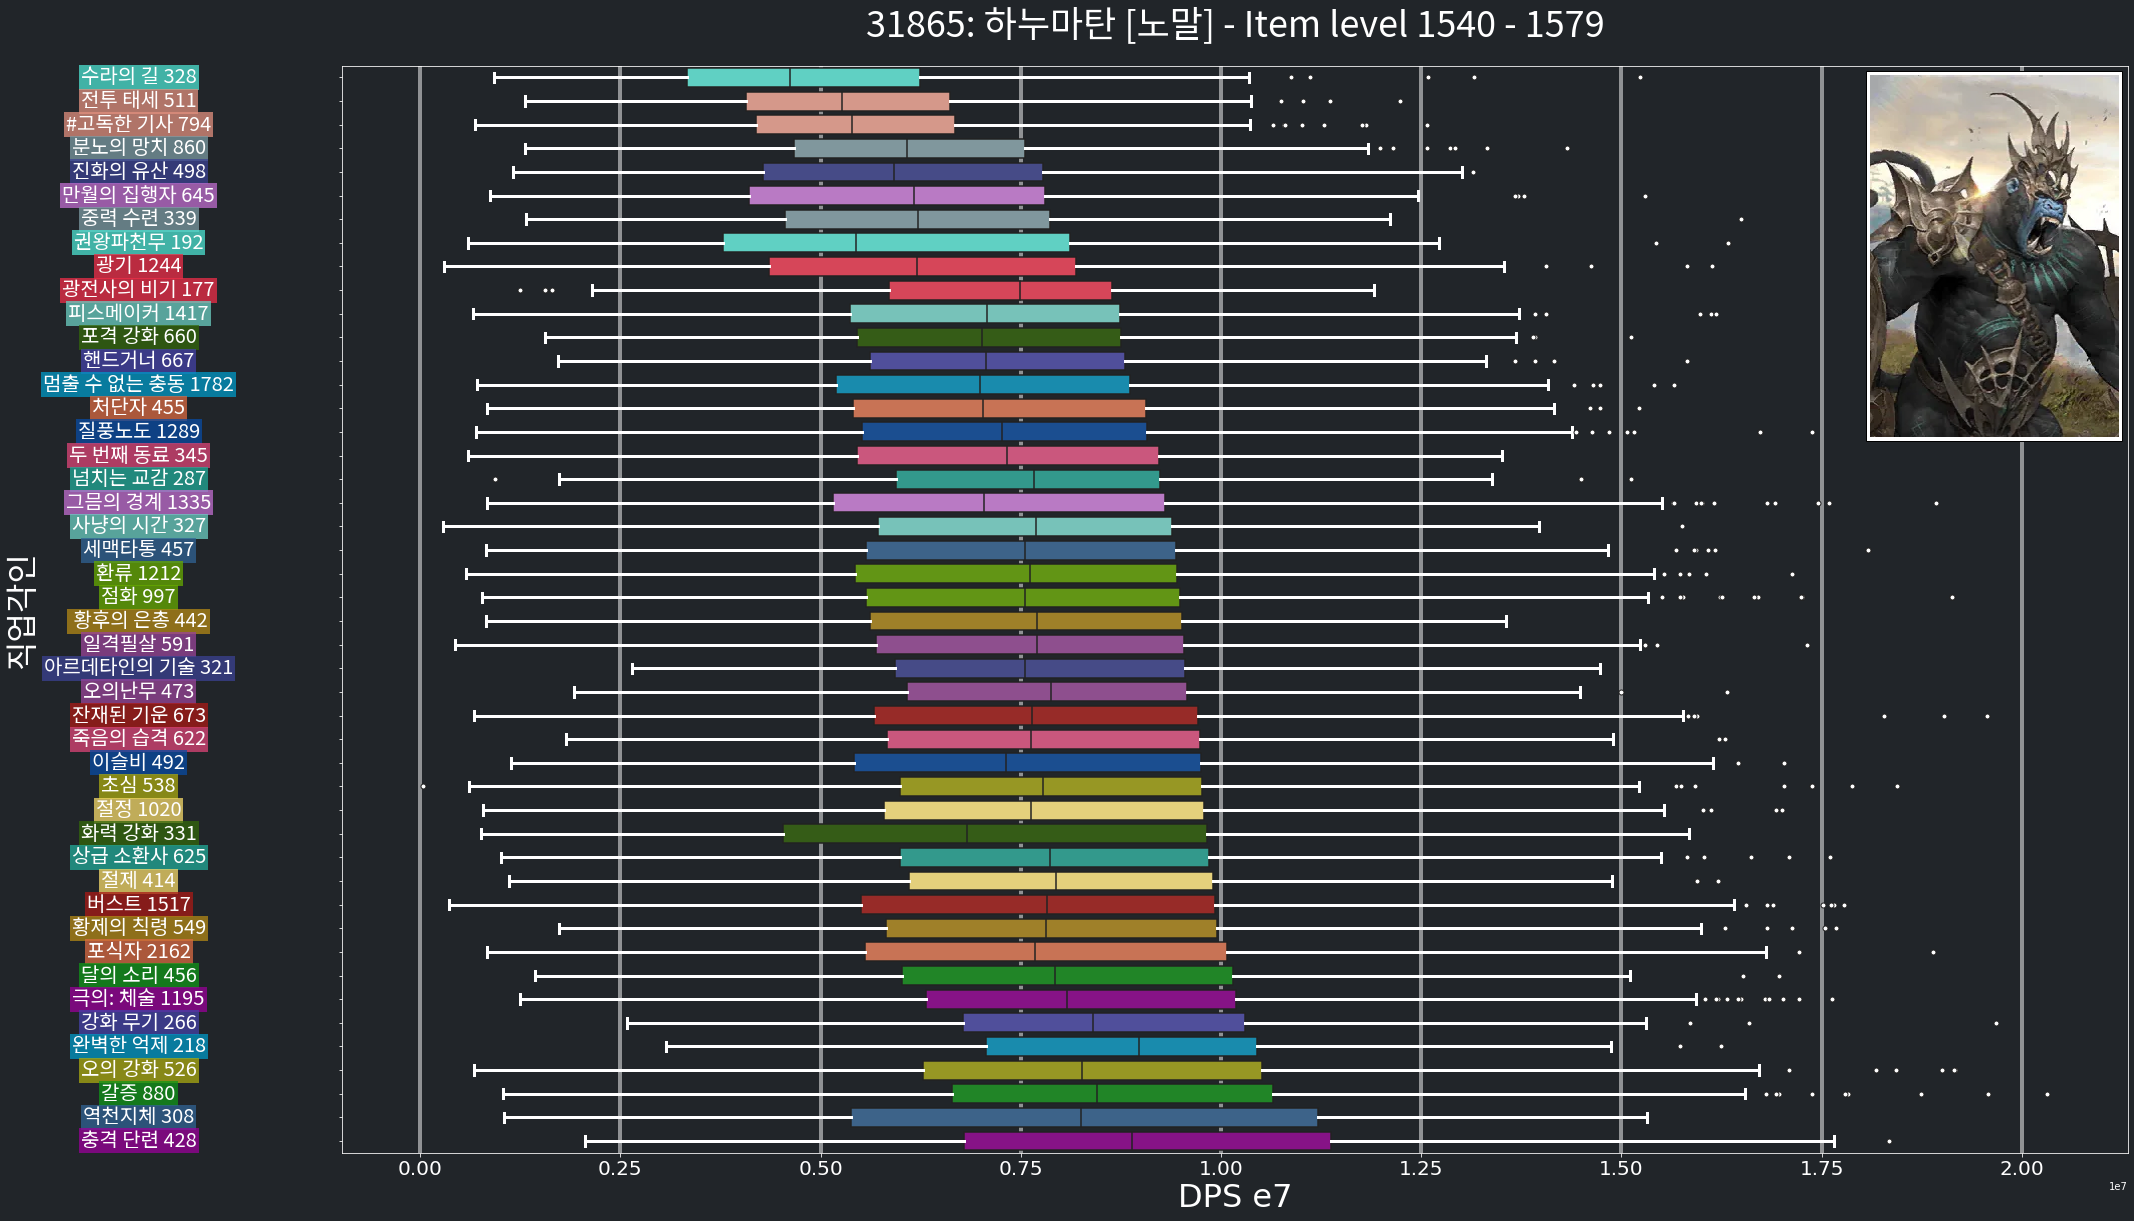 31865: 하누마탄 [노말] - Item level 1540 - 1579
수라의 길 328
전투 태세 511
#고독한 기사 794
분노의 망치 860
진화의 유산 498
만월의 집행자 645
중력 수련 339
권왕파천무 192
광기 1244
광전사의 비기 177
피스메이커 1417
포격 강화 660
핸드거너 667
멈출 수 없는 충동 1782
처단자 455
질풍노도 1289
두 번째 동료 345
넘치는 교감 287
그믐의 경계 1335
사냥의 시간 327
세맥타통 457
환류 1212
점화 997
황후의 은총 442
일격필살 591
아르데타인의 기술 321
오의난무 473
잔재된 기운 673
죽음의 습격 622
이슬비 492
초심 538
절정 1020
화력 강화 331
상급 소환사 625
절제 414
버스트 1517
황제의 칙령 549
포식자 2162
달의 소리 456
극의: 체술 1195
강화 무기 266
완벽한 억제 218
오의 강화 526
갈증 880
역천지체 308
충격 단련 428
직업각인
0.00 0.25 0.50 0.75 1.00 1.25 1.50 1.75 2.00
1e7
DPS e7